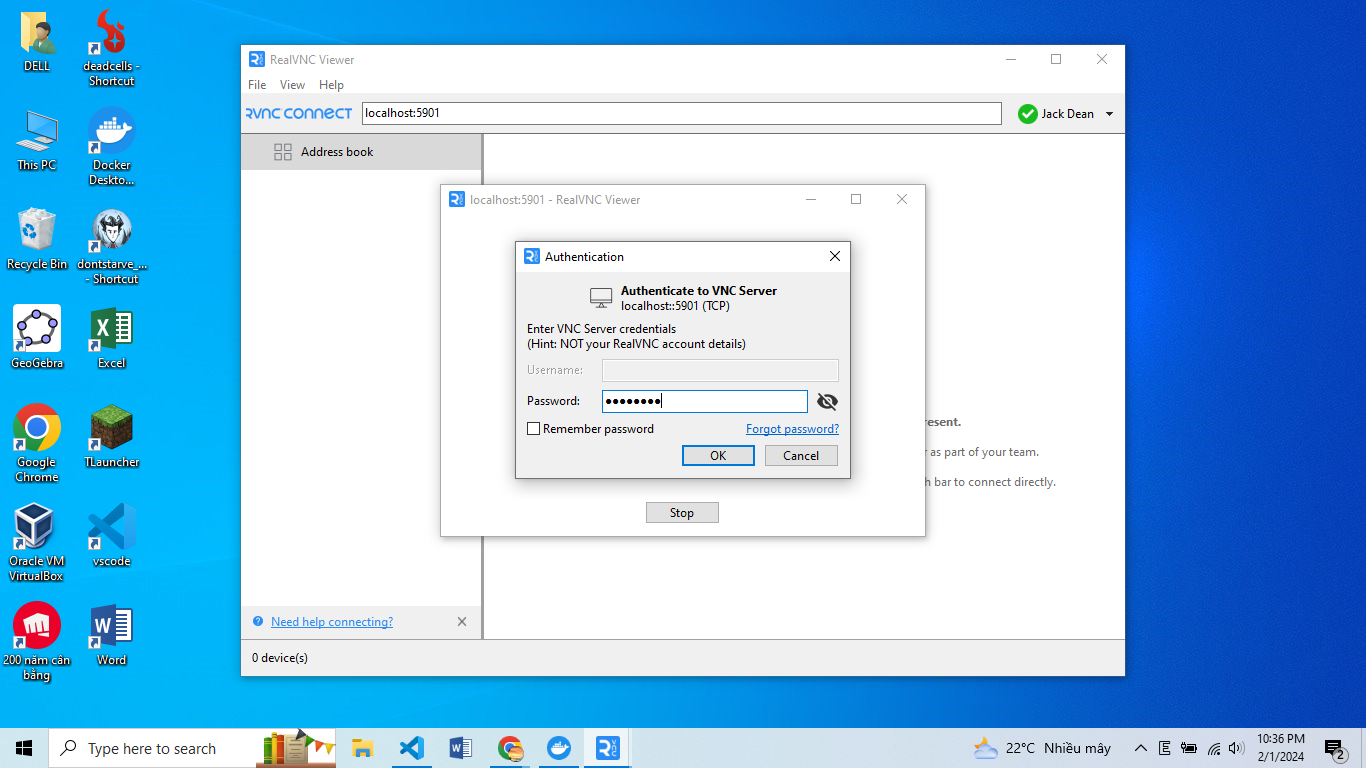 DELL
deadcells -
Shortcut
This PC
Docker
Deskto...
Recycle Bin
dontstarve_...
- Shortcut
GeoGebra
Excel
Google
Chrome
TLauncher
Oracle VM
VirtualBox
vscode
200 năm cân
bằng
Word
RealVNC Viewer
File View Help
RVNC CONNECT
localhost:5901
Jack Dean
Address book
localhost:5901 - RealVNC Viewer
Authentication
Authenticate to VNC Server
localhost::5901 (TCP)
Enter VNC Server credentials
(Hint: NOT your RealVNC account details)
Username:
Password: ••••••••
Remember password
Forgot password?
OK
Cancel
Stop
as part of your team.
bar to connect directly.
Need help connecting?
0 device(s)
Type here to search
22°C Nhiều mây
10:36 PM
2/1/2024
2